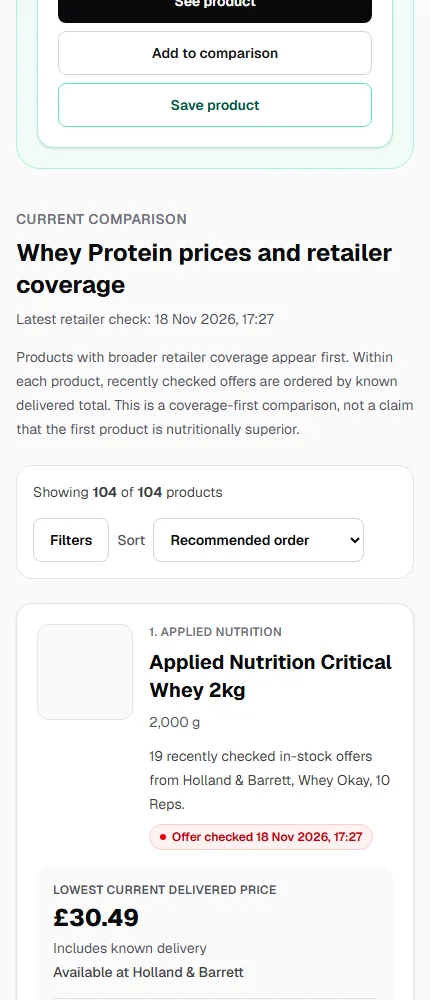 See product
Add to comparison
Save product
CURRENT COMPARISON
Whey Protein prices and retailer
coverage
Latest retailer check: 18 Nov 2026, 17:27
Products with broader retailer coverage appear first. Within
each product, recently checked offers are ordered by known
delivered total. This is a coverage-first comparison, not a claim
that the first product is nutritionally superior.
Showing 104 of 104 products
Filters Sort Recommended order
1. APPLIED NUTRITION
Applied Nutrition Critical
Whey 2kg
2,000 g
19 recently checked in-stock offers
from Holland & Barrett, Whey Okay, 10
Reps.
Offer checked 18 Nov 2026, 17:27
LOWEST CURRENT DELIVERED PRICE
£30.49
Includes known delivery
Available at Holland & Barrett